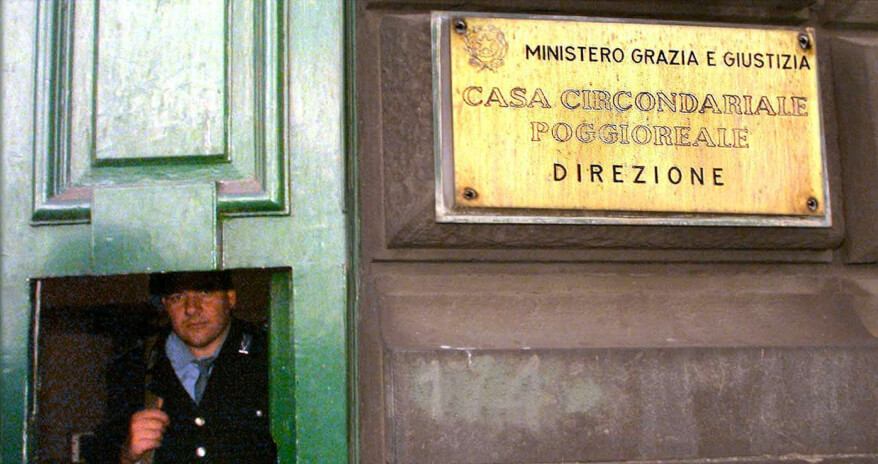 MINISTERO GRAZIA E GIUSTIZIA
CASA CIRCONDARIALE
POGGIOREALE
DIREZIONE